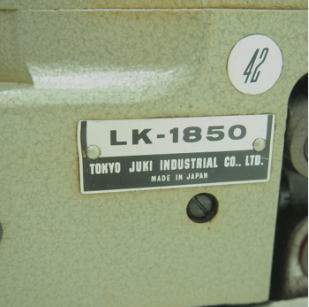 42
LK-1850
TOKYO JUKI INDUSTRIAL CO., LTD.
MADE IN JAPAN